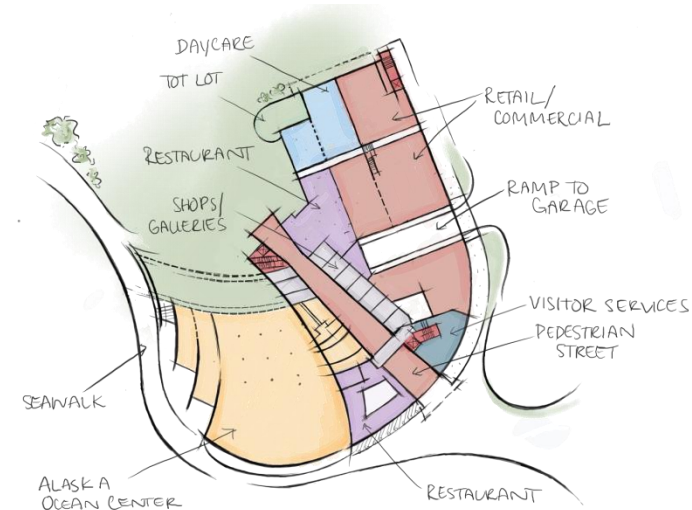 DAYCARE
TOT LOT
RETAIL/
COMMERCIAL
RESTAURANT
SHOPS/
GALLERIES
RAMP TO
GARAGE
VISITOR SERVICES
PEDESTRIAN
STREET
SEAWALK
ALASKA
OCEAN CENTER
RESTAURANT